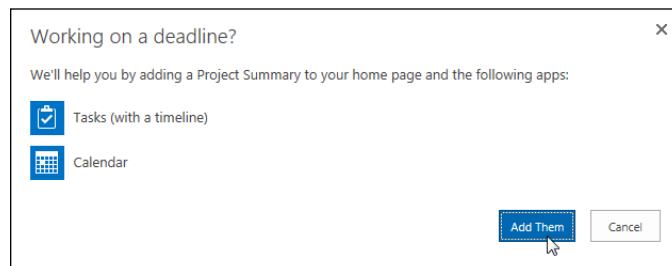 Working on a deadline?
We'll help you by adding a Project Summary to your home page and the following apps:
Tasks (with a timeline)
Calendar
Add Them
Cancel